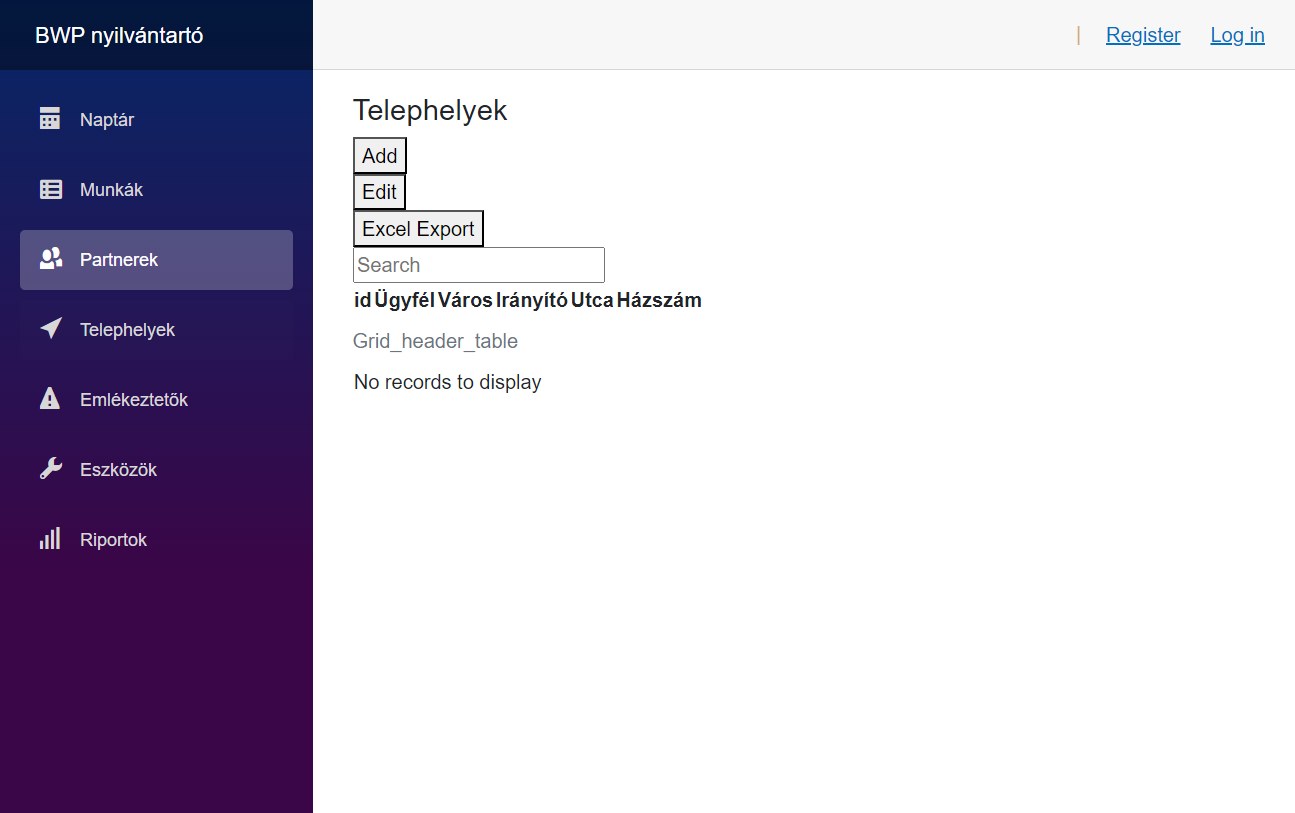 BWP nyilvántartó
| Register Log in
Naptár
Munkák
Partnerek
Telephelyek
Emlékeztetők
Eszközök
Riportok
Telephelyek
Add
Edit
Excel Export
Search
id Ügyfél Város Irányító Utca Házszám
Grid_header_table
No records to display